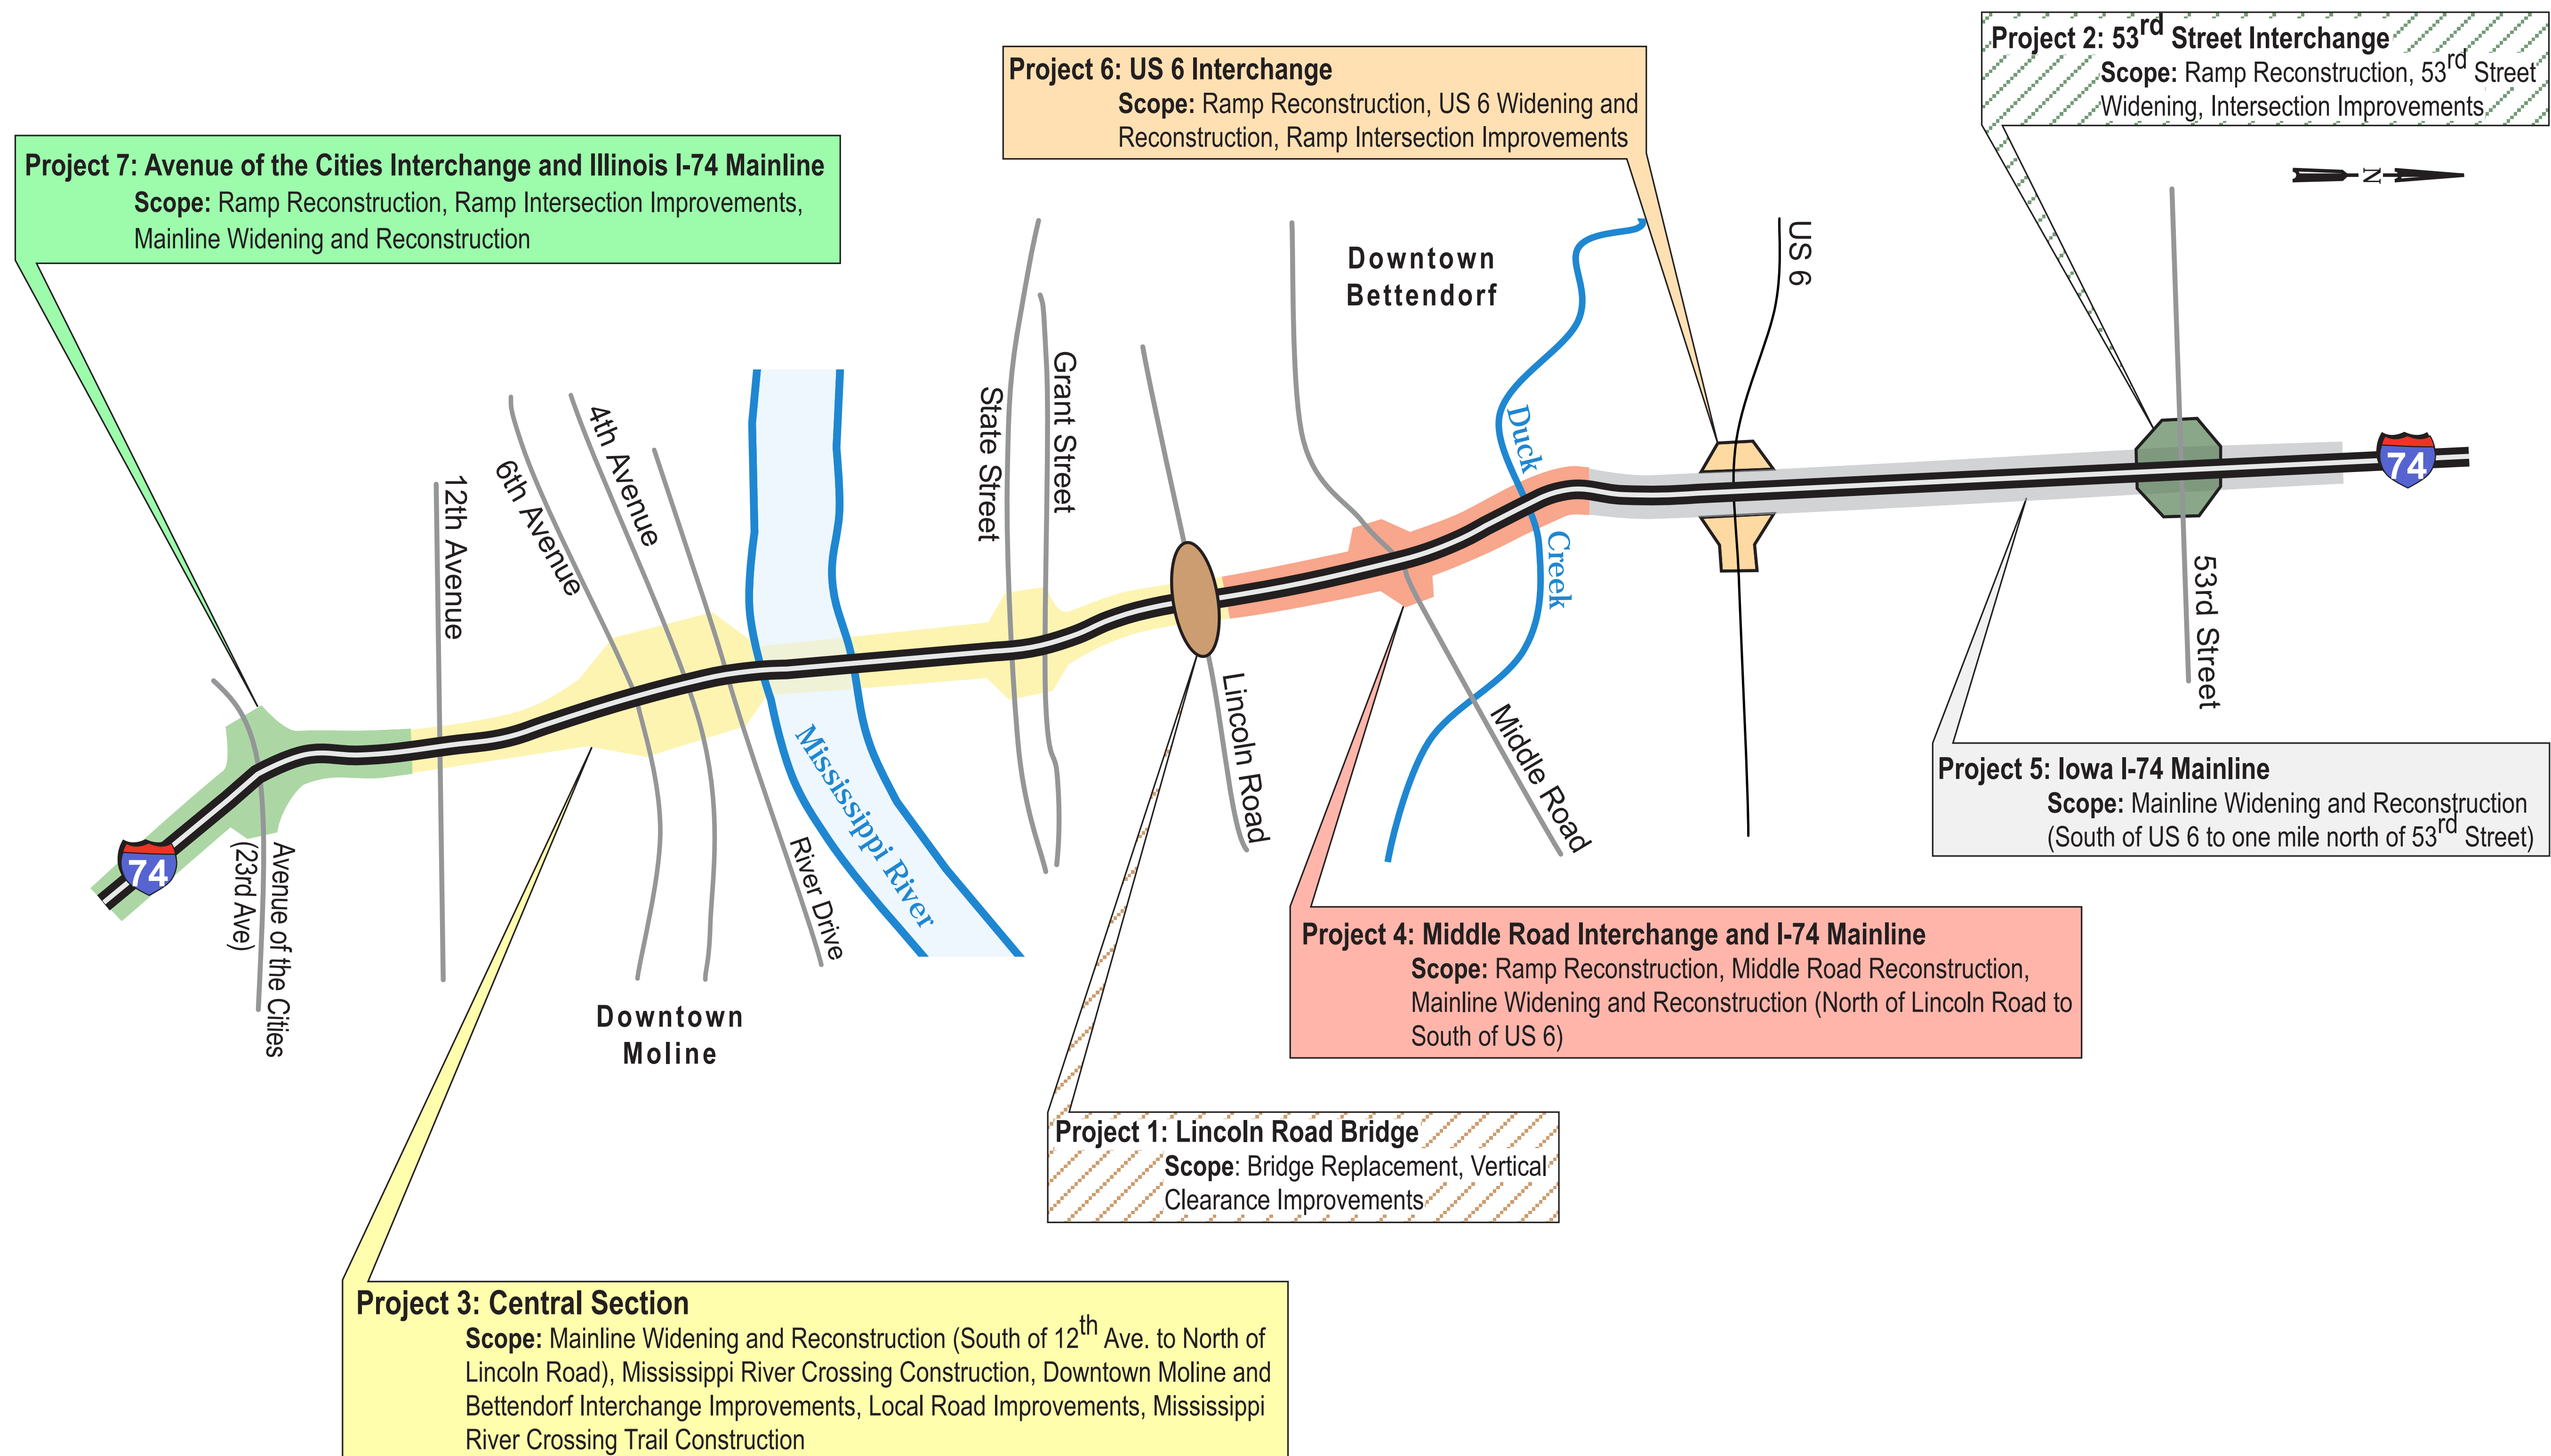 Project 2: 53rd Street Interchange
Scope: Ramp Reconstruction, 53rd Street
Widening, Intersection Improvements
Project 6: US 6 Interchange
Scope: Ramp Reconstruction, US 6 Widening and
Reconstruction, Ramp Intersection Improvements
Project 7: Avenue of the Cities Interchange and Illinois I-74 Mainline
Scope: Ramp Reconstruction, Ramp Intersection Improvements,
Mainline Widening and Reconstruction
N
Downtown
Bettendorf
US 6
Grant Street
State Street
4th Avenue
6th Avenue
12th Avenue
Duck
Creek
74
53rd Street
Lincoln Road
Middle Road
Mississippi River
River Drive
74
Avenue of the Cities
(23rd Ave)
Downtown
Moline
Project 5: Iowa I-74 Mainline
Scope: Mainline Widening and Reconstruction
(South of US 6 to one mile north of 53rd Street)
Project 4: Middle Road Interchange and I-74 Mainline
Scope: Ramp Reconstruction, Middle Road Reconstruction,
Mainline Widening and Reconstruction (North of Lincoln Road to
South of US 6)
Project 1: Lincoln Road Bridge
Scope: Bridge Replacement, Vertical
Clearance Improvements
Project 3: Central Section
Scope: Mainline Widening and Reconstruction (South of 12th Ave. to North of
Lincoln Road), Mississippi River Crossing Construction, Downtown Moline and
Bettendorf Interchange Improvements, Local Road Improvements, Mississippi
River Crossing Trail Construction